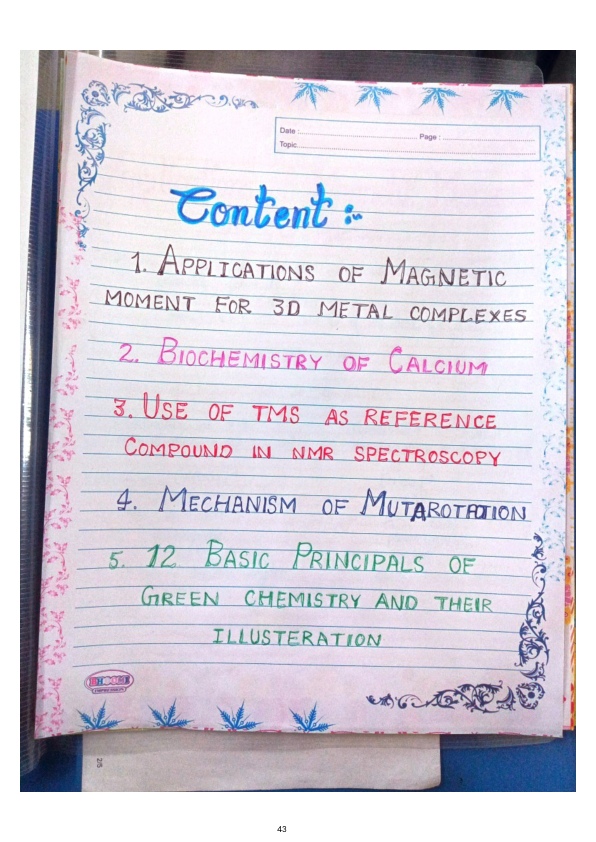 Date : Page :
Topic
Content :-
1. APPLICATIONS OF MAGNETIC
MOMENT FOR 3D METAL COMPLEXES
2. BIOCHEMISTRY OF CALCIUM
3. USE OF TMS AS REFERENCE
COMPOUND IN NMR SPECTROSCOPY
4. MECHANISM OF MUTAROTATION
5. 12 BASIC PRINCIPALS OF
GREEN CHEMISTRY AND THEIR
ILLUSTERATION
43